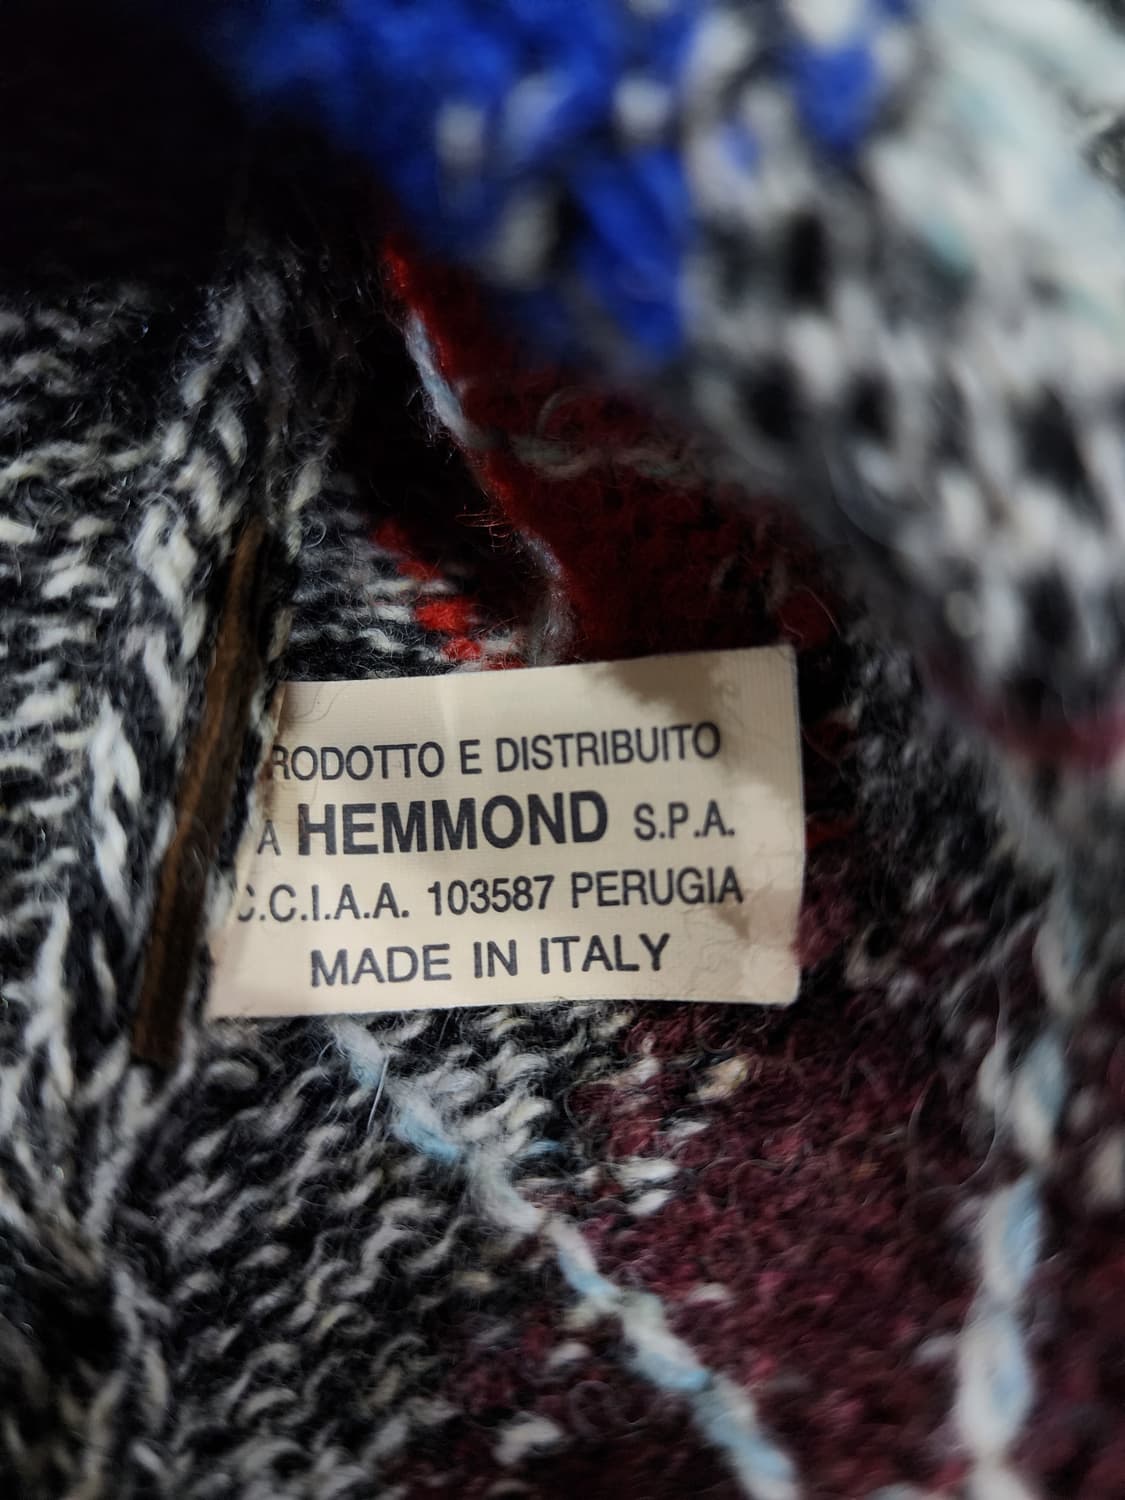 RODOTTO E DISTRIBUITO
A HEMMOND S.P.A.
C.C.I.A.A. 103587 PERUGIA
MADE IN ITALY